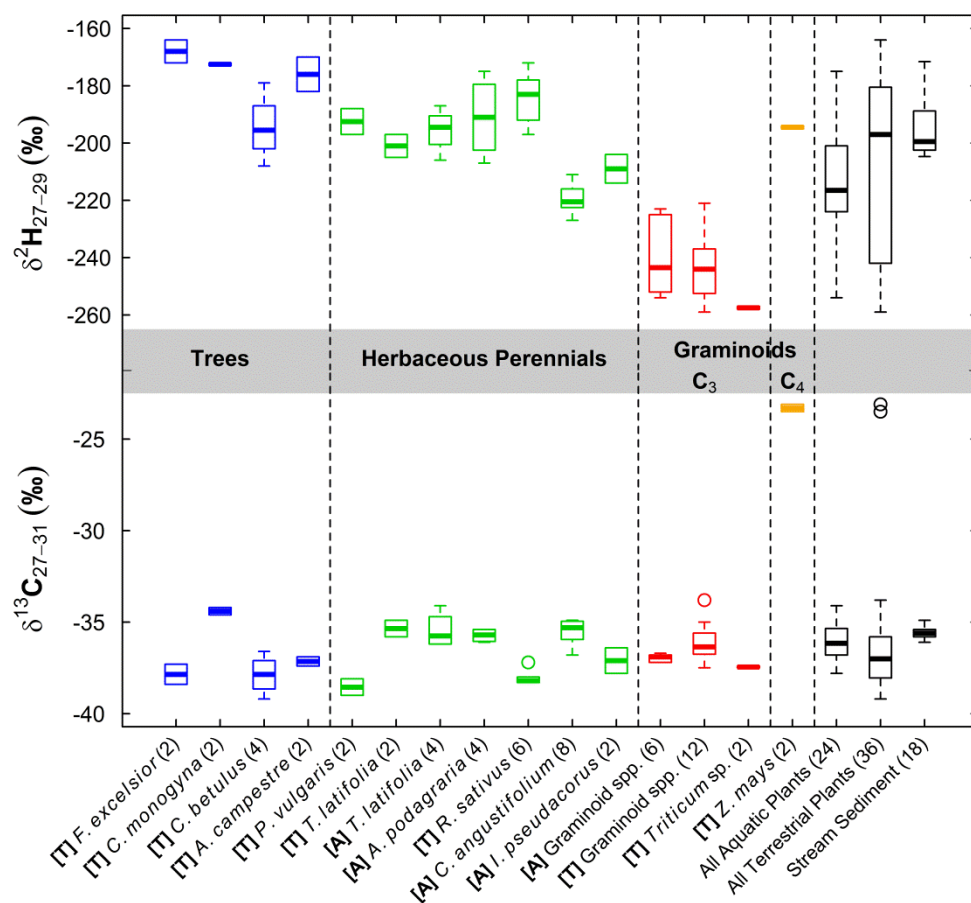 -160
-180
-200
-220
-240
-260
δ²H₂₇₋₂₉ (‰)
Trees
Herbaceous Perennials
Graminoids
C₃
C₄
-25
-30
-35
-40
δ¹³C₂₇₋₃₁ (‰)
[T] F. excelsior (2)
[T] C. monogyna (2)
[T] C. betulus (4)
[T] A. campestre (2)
[T] P. vulgaris (2)
[T] T. latifolia (2)
[A] T. latifolia (4)
[A] A. podagraria (4)
[T] R. sativus (6)
[A] C. angustifolium (8)
[A] I. pseudacorus (2)
[A] Graminoid spp. (6)
[T] Graminoid spp. (12)
[T] Triticum sp. (2)
[T] Z. mays (2)
All Aquatic Plants (24)
All Terrestrial Plants (36)
Stream Sediment (18)